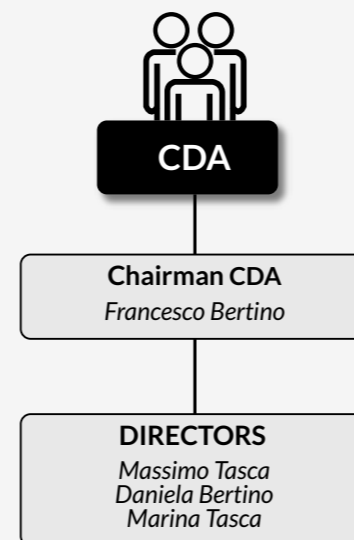 CDA
Chairman CDA
Francesco Bertino
DIRECTORS
Massimo Tasca
Daniela Bertino
Marina Tasca